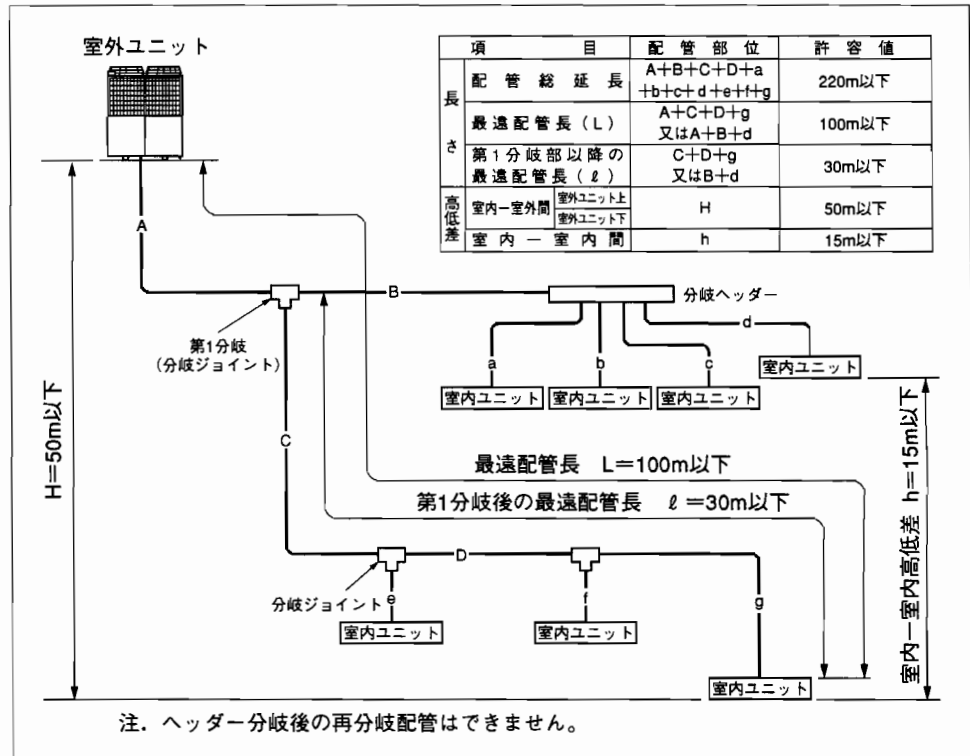 室外ユニット
項 目 配管部位 許容値
長さ 配管総延長 A+B+C+D+a+b+c+d+e+f+g 220m以下
最遠配管長(L) A+C+D+g 又はA+B+d 100m以下
第1分岐部以降の最遠配管長(ℓ) C+D+g 又はB+d 30m以下
高低差 室内ー室外間 室外ユニット上 室外ユニット下 H 50m以下
室内ー室内間 h 15m以下
A
B
分岐ヘッダー
第1分岐
(分岐ジョイント)
a
b
c
d
室内ユニット
室内ユニット
室内ユニット
室内ユニット
H=50m以下
C
最遠配管長 L=100m以下
第1分岐後の最遠配管長 ℓ=30m以下
室内ー室内高低差 h=15m以下
D
分岐ジョイント
e
f
g
室内ユニット
室内ユニット
室内ユニット
注.ヘッダー分岐後の再分岐配管はできません。